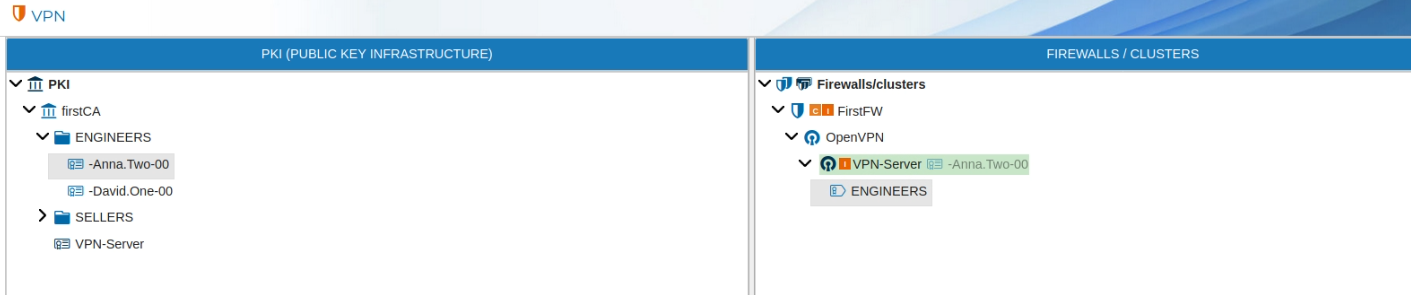 VPN
PKI (PUBLIC KEY INFRASTRUCTURE)
PKI
firstCA
ENGINEERS
-Anna.Two-00
-David.One-00
SELLERS
VPN-Server
FIREWALLS / CLUSTERS
Firewalls/clusters
C I FirstFW
OpenVPN
I VPN-Server -Anna.Two-00
ENGINEERS